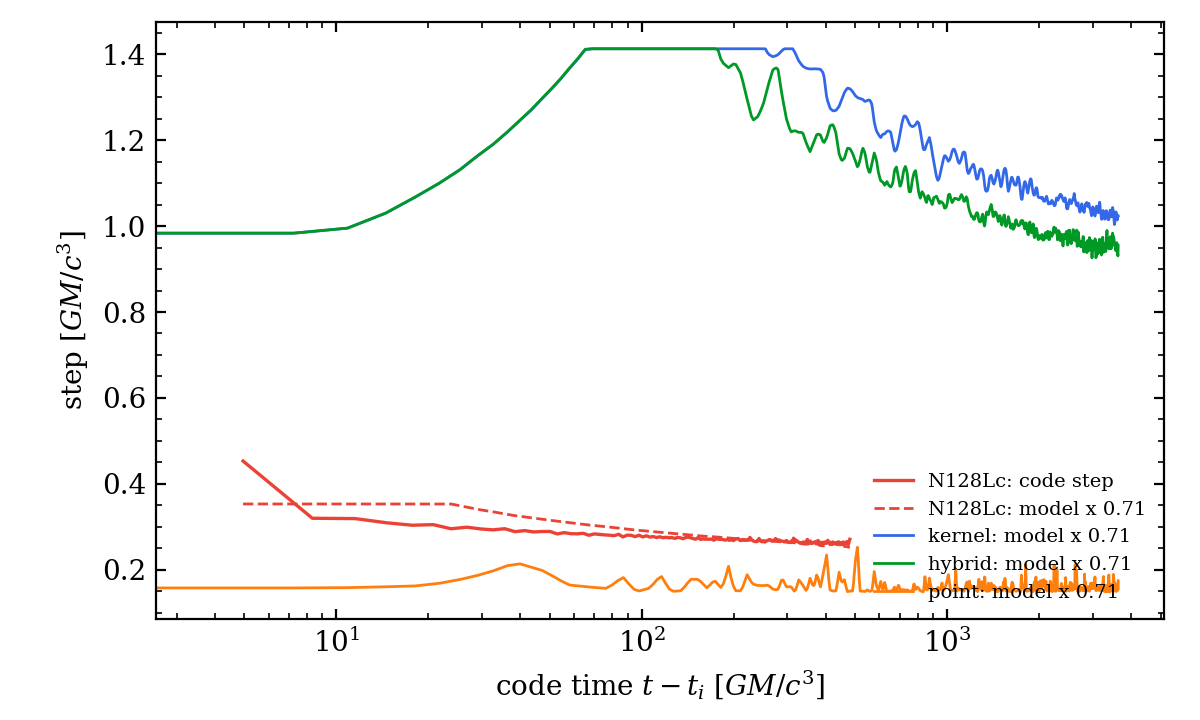 1.4
1.2
1.0
0.8
0.6
0.4
0.2
step [GM/c³]
N128Lc: code step
N128Lc: model x 0.71
kernel: model x 0.71
hybrid: model x 0.71
point: model x 0.71
10¹ 10² 10³
code time t − tᵢ [GM/c³]